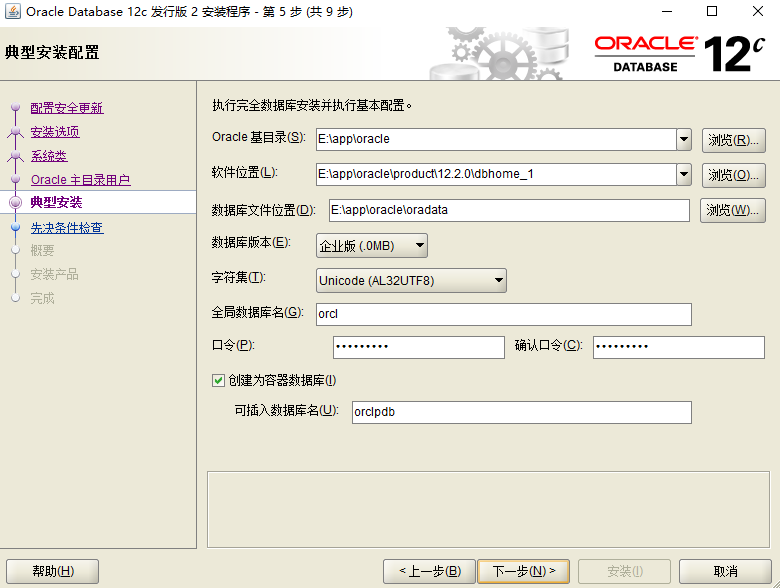 Oracle Database 12c 发行版 2 安装程序 - 第 5 步 (共 9 步)
典型安装配置
ORACLE®
DATABASE
12c
配置安全更新
安装选项
系统类
Oracle 主目录用户
典型安装
先决条件检查
概要
安装产品
完成
执行完全数据库安装并执行基本配置。
Oracle 基目录(S): E:\app\oracle 浏览(R)...
软件位置(L): E:\app\oracle\product\12.2.0\dbhome_1 浏览(O)...
数据库文件位置(D): E:\app\oracle\oradata 浏览(W)...
数据库版本(E): 企业版 (.0MB)
字符集(T): Unicode (AL32UTF8)
全局数据库名(G): orcl
口令(P): ••••••••• 确认口令(C): •••••••••
创建为容器数据库(I)
可插入数据库名(U): orclpdb
帮助(H) < 上一步(B) 下一步(N) > 安装(I) 取消